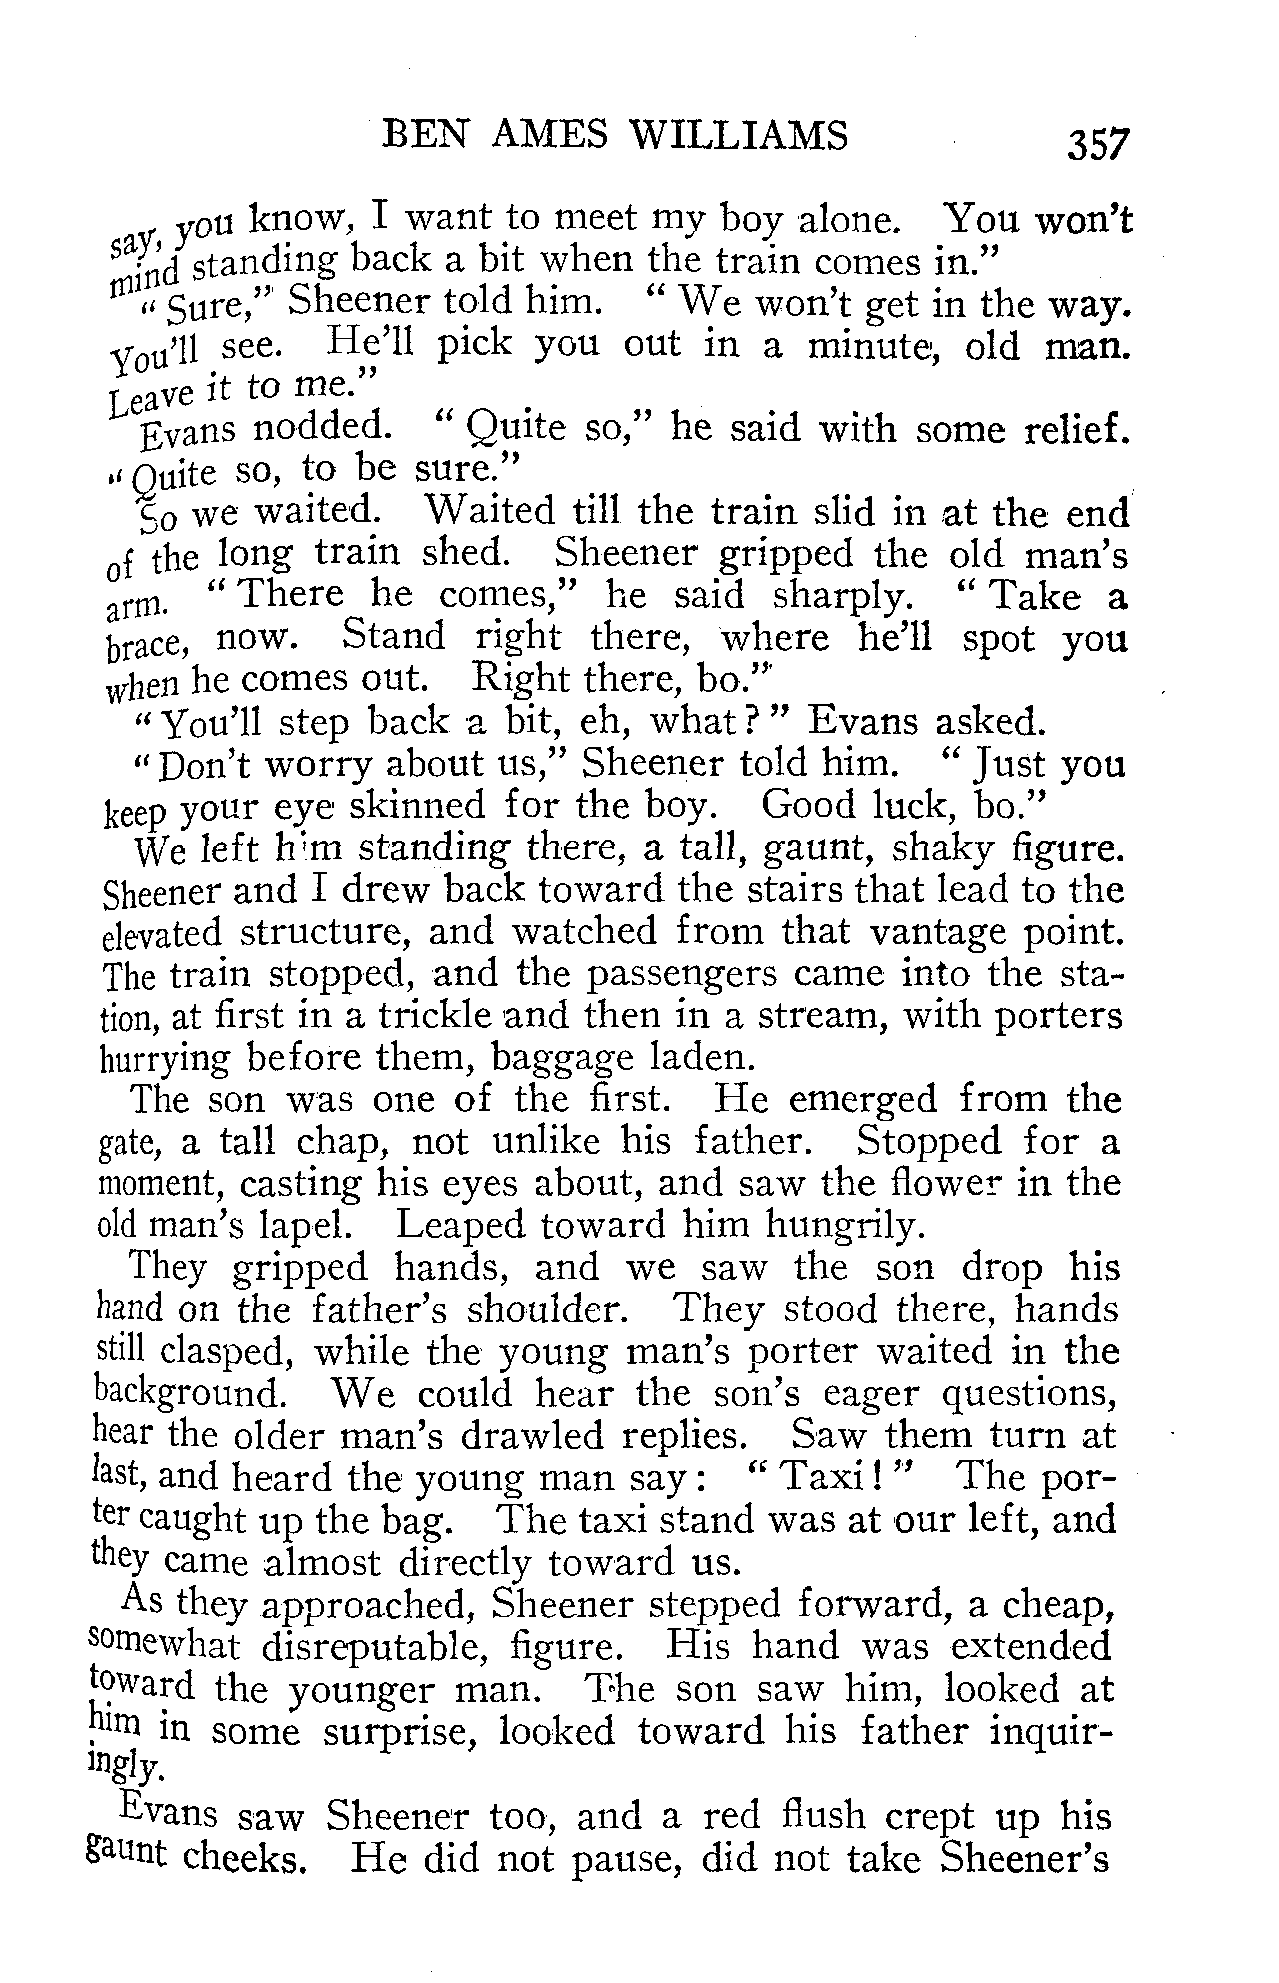 BEN AMES WILLIAMS 357
say, you know, I want to meet my boy alone. You won't
mind standing back a bit when the train comes in."
"Sure," Sheener told him. "We won't get in the way.
You'll see. He'll pick you out in a minute, old man.
Leave it to me."
Evans nodded. "Quite so," he said with some relief.
"Quite so, to be sure."
So we waited. Waited till the train slid in at the end
of the long train shed. Sheener gripped the old man's
arm. "There he comes," he said sharply. "Take a
brace, now. Stand right there, where he'll spot you
when he comes out. Right there, bo."
"You'll step back a bit, eh, what?" Evans asked.
"Don't worry about us," Sheener told him. "Just you
keep your eye skinned for the boy. Good luck, bo."
We left him standing there, a tall, gaunt, shaky figure.
Sheener and I drew back toward the stairs that lead to the
elevated structure, and watched from that vantage point.
The train stopped, and the passengers came into the sta-
tion, at first in a trickle and then in a stream, with porters
hurrying before them, baggage laden.
The son was one of the first. He emerged from the
gate, a tall chap, not unlike his father. Stopped for a
moment, casting his eyes about, and saw the flower in the
old man's lapel. Leaped toward him hungrily.
They gripped hands, and we saw the son drop his
hand on the father's shoulder. They stood there, hands
still clasped, while the young man's porter waited in the
background. We could hear the son's eager questions,
hear the older man's drawled replies. Saw them turn at
last, and heard the young man say: "Taxi!" The por-
ter caught up the bag. The taxi stand was at our left, and
they came almost directly toward us.
As they approached, Sheener stepped forward, a cheap,
somewhat disreputable, figure. His hand was extended
toward the younger man. The son saw him, looked at
him in some surprise, looked toward his father inquir-
ingly.
Evans saw Sheener too, and a red flush crept up his
gaunt cheeks. He did not pause, did not take Sheener's